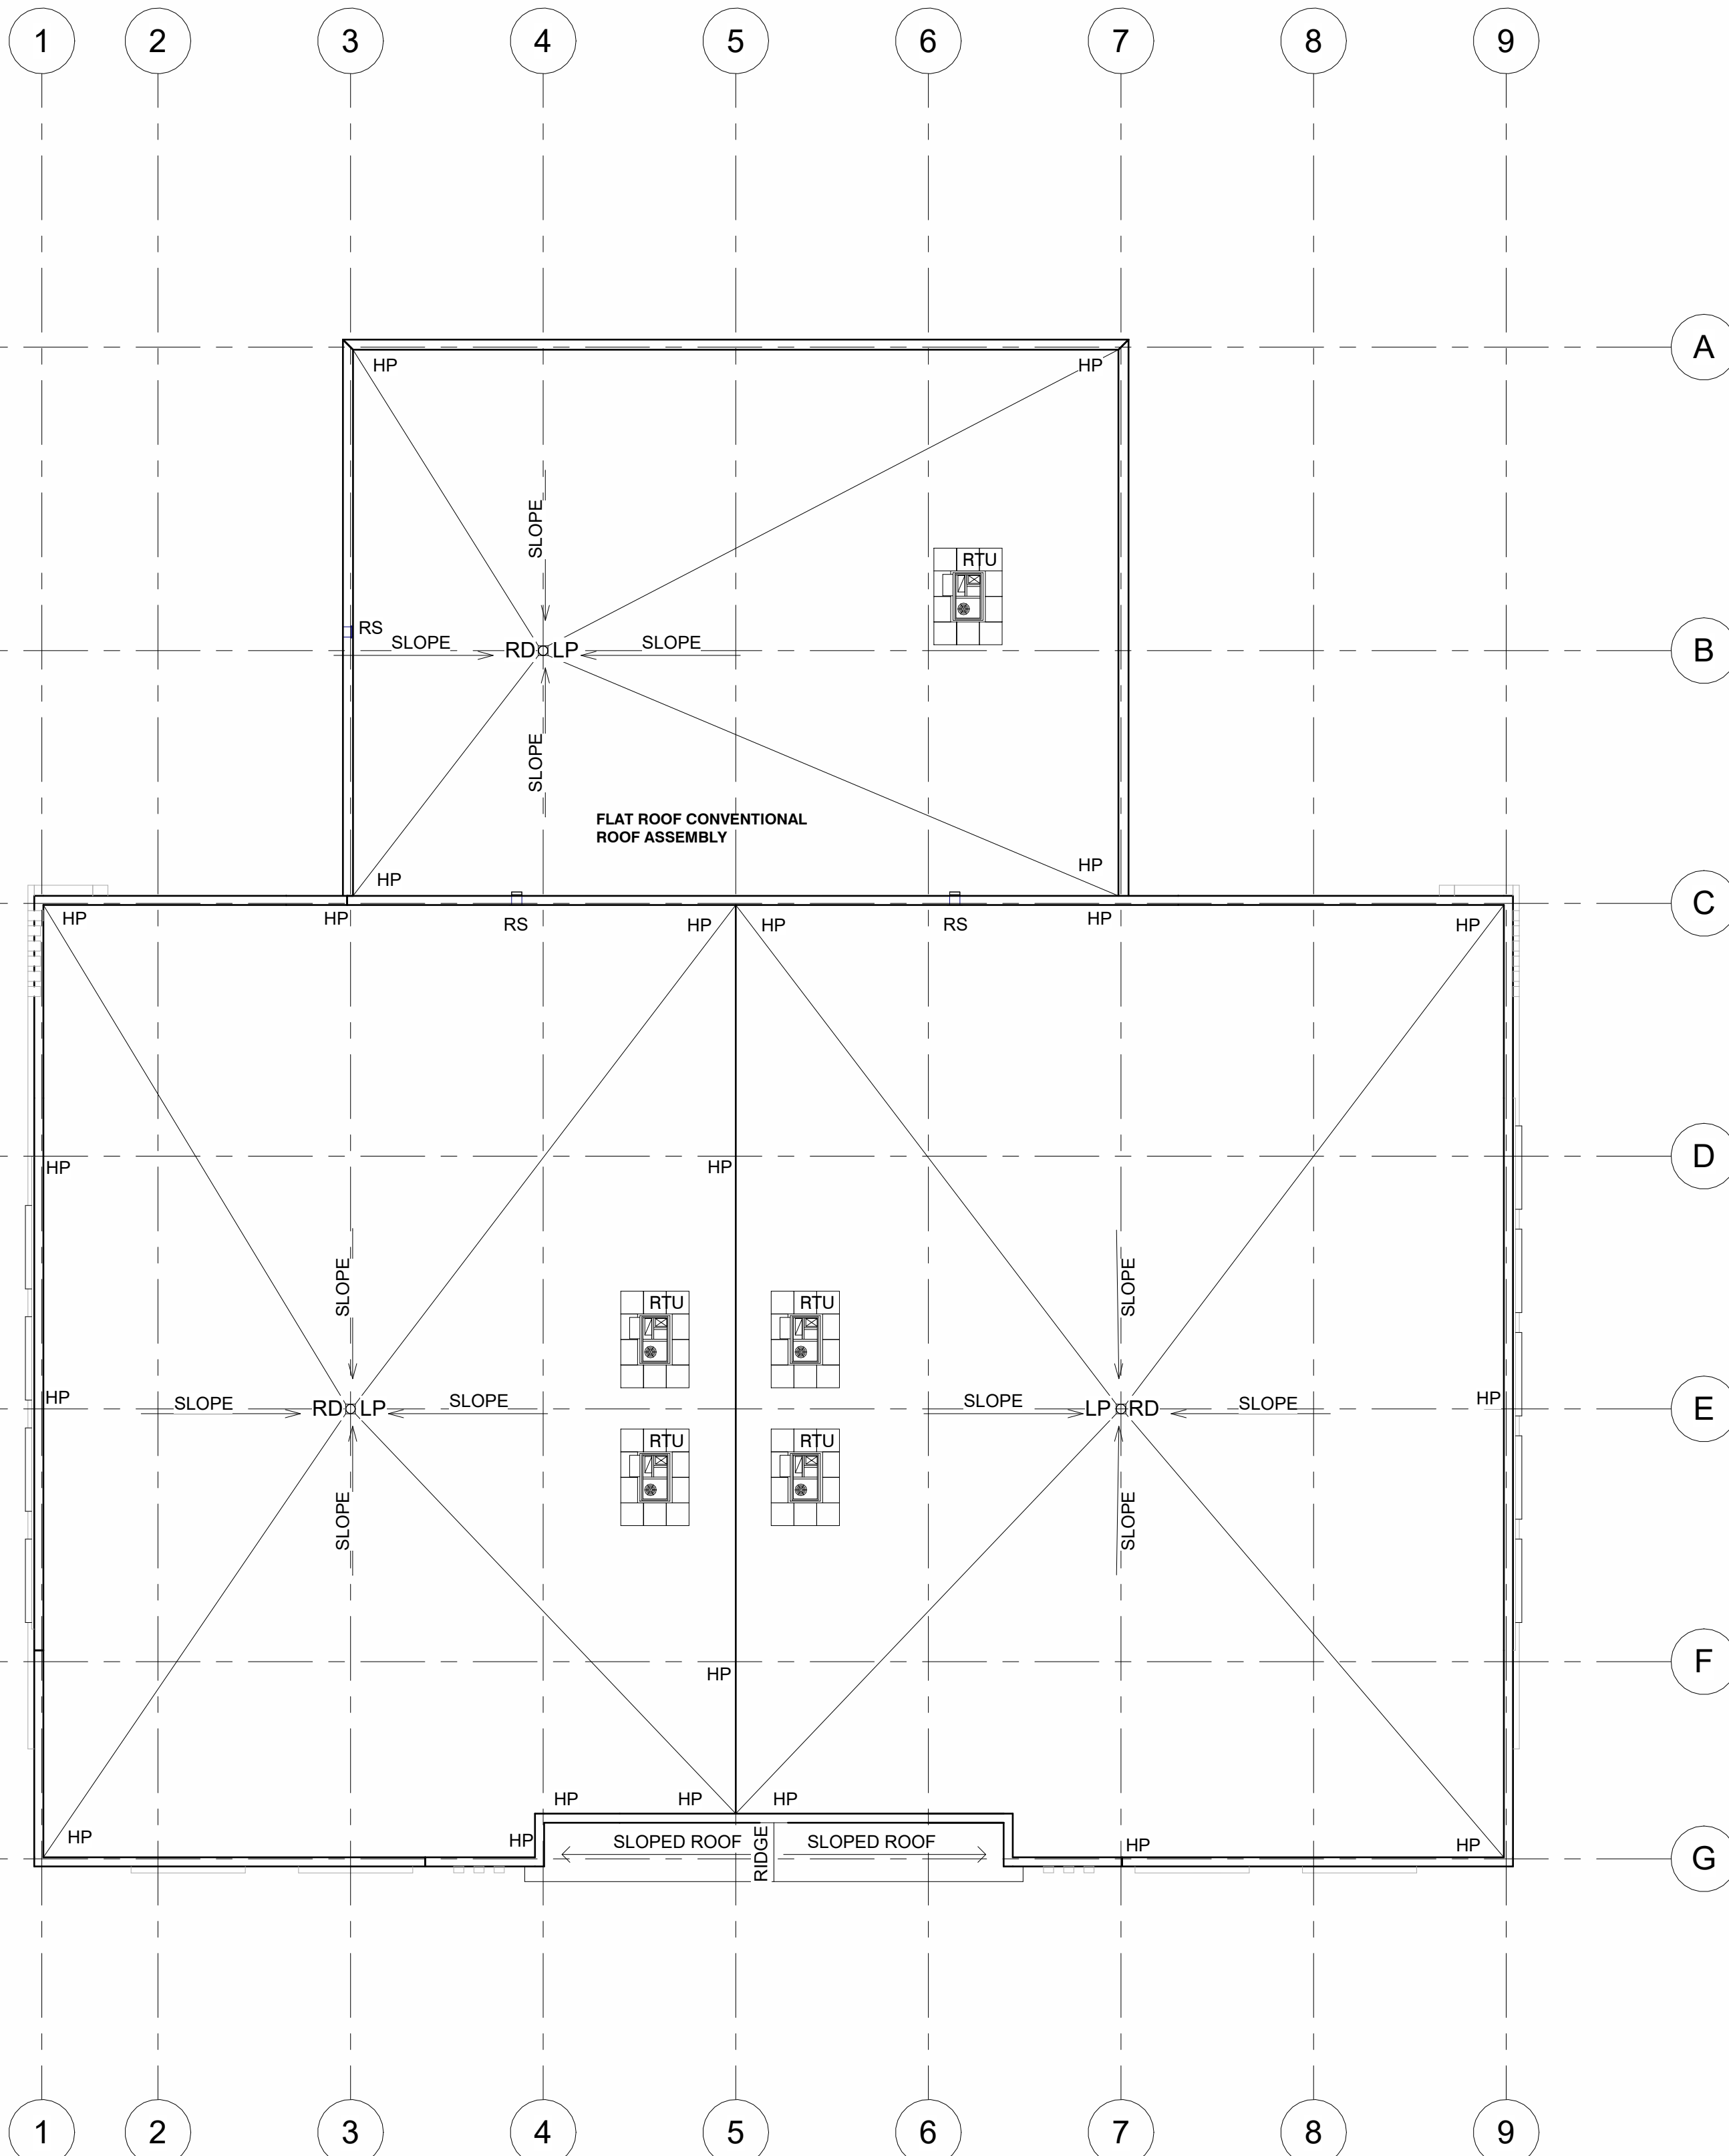 1 2 3 4 5 6 7 8 9
A
HP HP
SLOPE
RTU
RS
SLOPE RD LP SLOPE
B
SLOPE
FLAT ROOF CONVENTIONAL
ROOF ASSEMBLY
HP
HP
C
HP HP RS HP HP RS HP HP
D
HP HP
SLOPE SLOPE
RTU RTU
HP SLOPE RD LP SLOPE SLOPE LP RD SLOPE HP
E
RTU RTU
SLOPE SLOPE
F
HP
HP HP HP
HP HP SLOPED ROOF RIDGE SLOPED ROOF HP HP
G
1 2 3 4 5 6 7 8 9